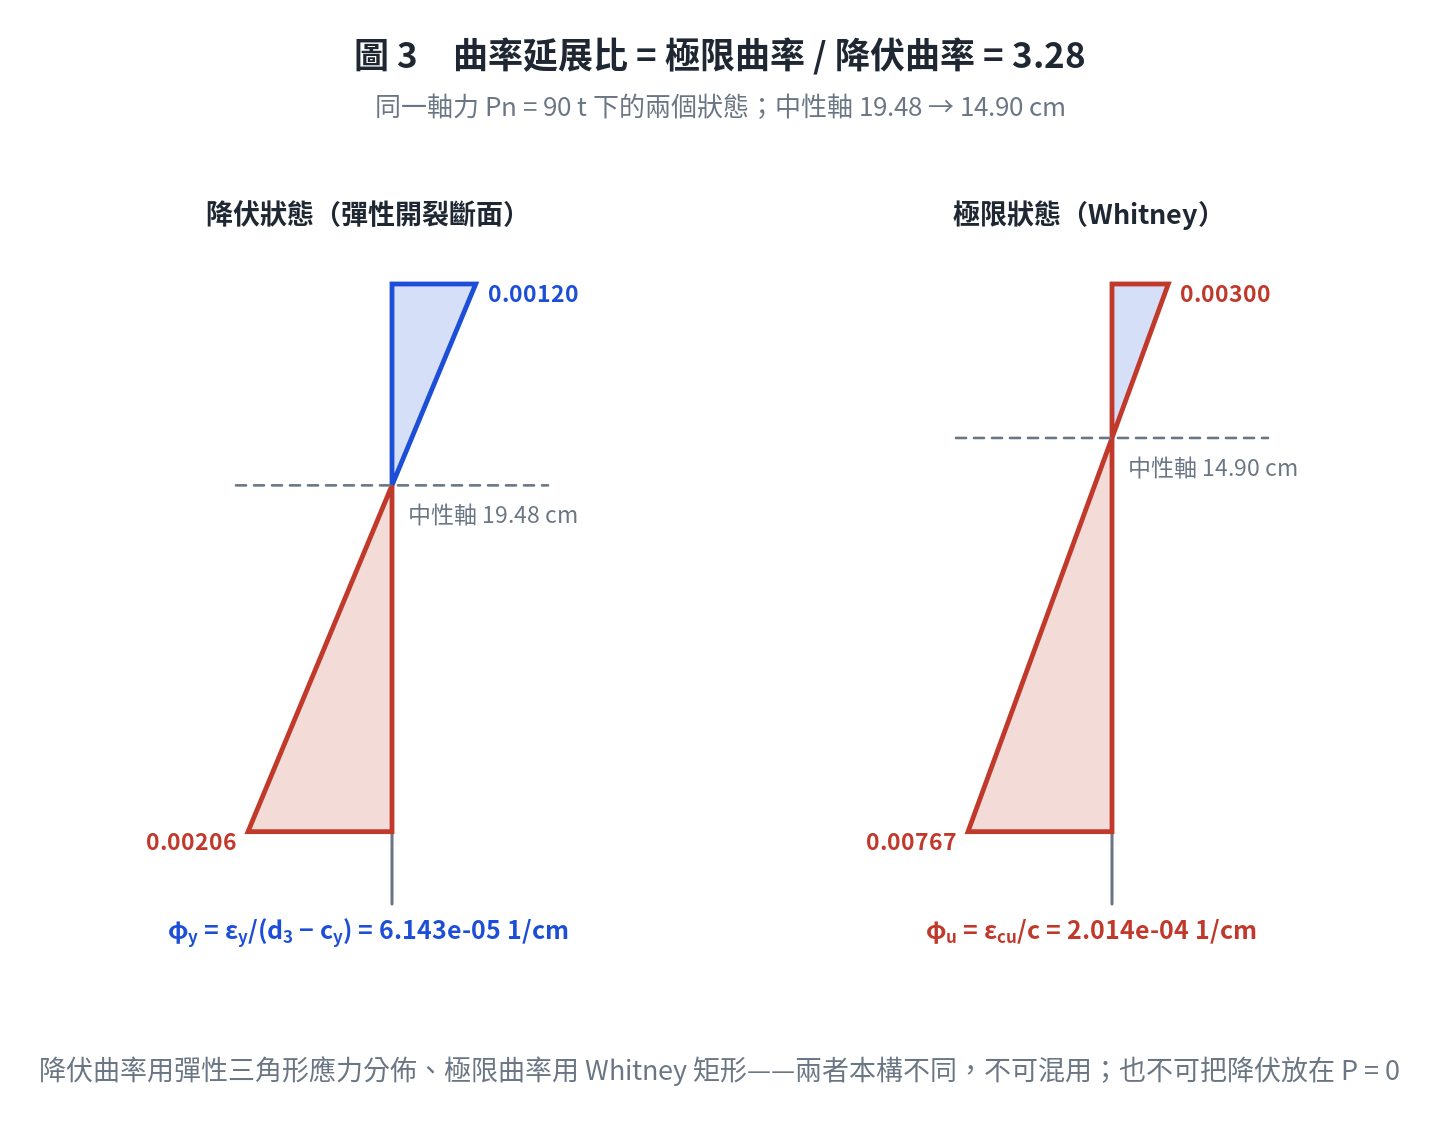 圖 3　曲率延展比 = 極限曲率 / 降伏曲率 = 3.28
同一軸力 Pn = 90 t 下的兩個狀態；中性軸 19.48 → 14.90 cm
降伏狀態（彈性開裂斷面）
0.00120
中性軸 19.48 cm
0.00206
ϕy = εy/(d₃ − cy) = 6.143e-05 1/cm
極限狀態（Whitney）
0.00300
中性軸 14.90 cm
0.00767
ϕu = εcu/c = 2.014e-04 1/cm
降伏曲率用彈性三角形應力分佈、極限曲率用 Whitney 矩形——兩者本構不同，不可混用；也不可把降伏放在 P = 0